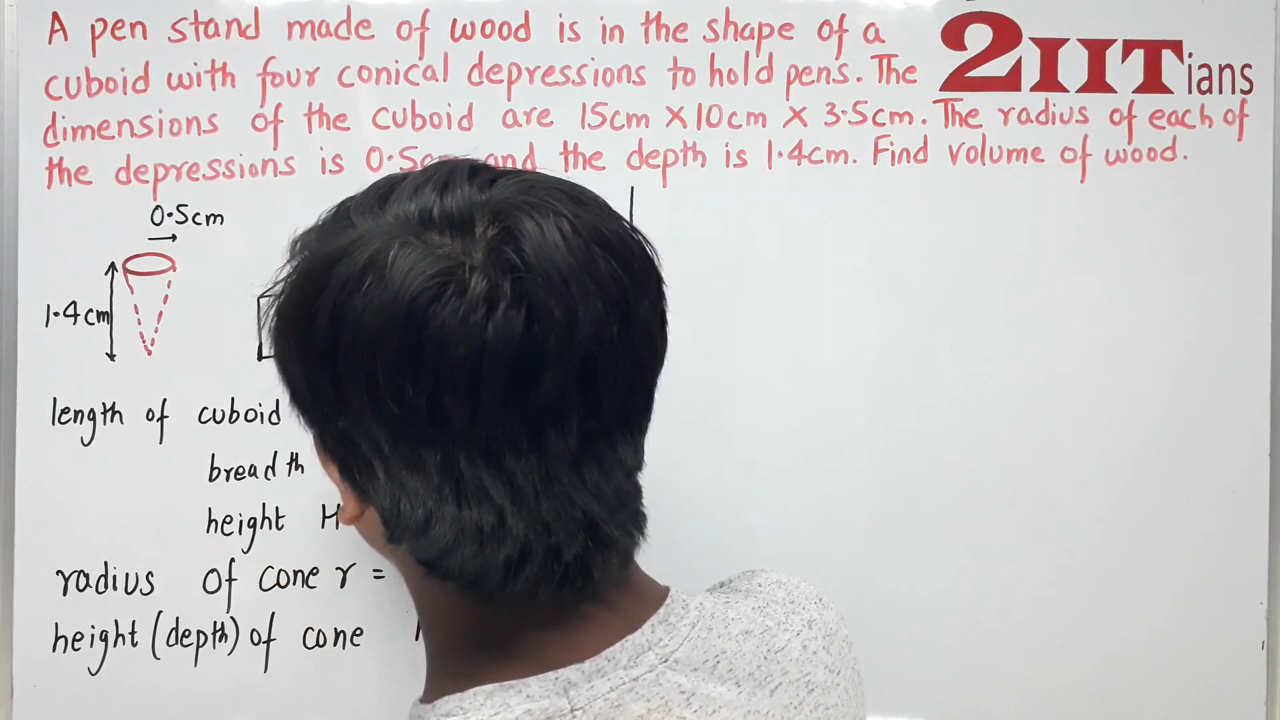 A pen stand made of wood is in the shape of a
2IITians
cuboid with four conical depressions to hold pens. The
dimensions of the cuboid are 15cm X 10cm X 3.5cm. The radius of each of
the depressions is 0.5cm and the depth is 1.4cm. Find volume of wood.
0.5cm
1.4cm
length of cuboid
breadth
height H
radius of cone r =
height (depth) of cone